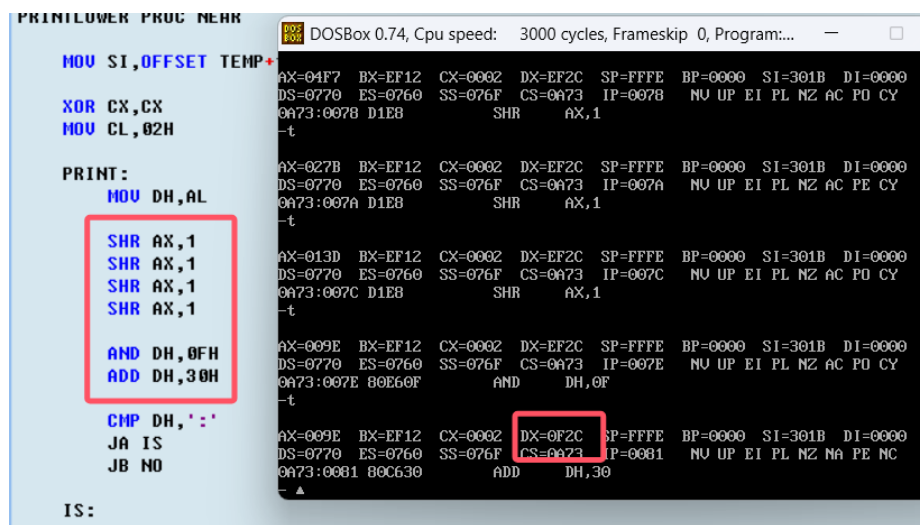 PRINTLOWER PROC NEAR
MOV SI,OFFSET TEMP+
XOR CX,CX
MOV CL,02H
PRINT:
MOV DH,AL
SHR AX,1
SHR AX,1
SHR AX,1
SHR AX,1
AND DH,0FH
ADD DH,30H
CMP DH,':'
JA IS
JB NO
IS:
DOSBox 0.74, Cpu speed: 3000 cycles, Frameskip 0, Program:...
AX=04F7 BX=EF12 CX=0002 DX=EF2C SP=FFFE BP=0000 SI=301B DI=0000
DS=0770 ES=0760 SS=076F CS=0A73 IP=0078 NV UP EI PL NZ AC PO CY
0A73:0078 D1E8 SHR AX,1
-t
AX=027B BX=EF12 CX=0002 DX=EF2C SP=FFFE BP=0000 SI=301B DI=0000
DS=0770 ES=0760 SS=076F CS=0A73 IP=007A NV UP EI PL NZ AC PE CY
0A73:007A D1E8 SHR AX,1
-t
AX=013D BX=EF12 CX=0002 DX=EF2C SP=FFFE BP=0000 SI=301B DI=0000
DS=0770 ES=0760 SS=076F CS=0A73 IP=007C NV UP EI PL NZ AC PO CY
0A73:007C D1E8 SHR AX,1
-t
AX=009E BX=EF12 CX=0002 DX=EF2C SP=FFFE BP=0000 SI=301B DI=0000
DS=0770 ES=0760 SS=076F CS=0A73 IP=007E NV UP EI PL NZ AC PO CY
0A73:007E 80E60F AND DH,0F
-t
AX=009E BX=EF12 CX=0002 DX=0F2C SP=FFFE BP=0000 SI=301B DI=0000
DS=0770 ES=0760 SS=076F CS=0A73 IP=0081 NV UP EI PL NZ NA PE NC
0A73:0081 80C630 ADD DH,30
-